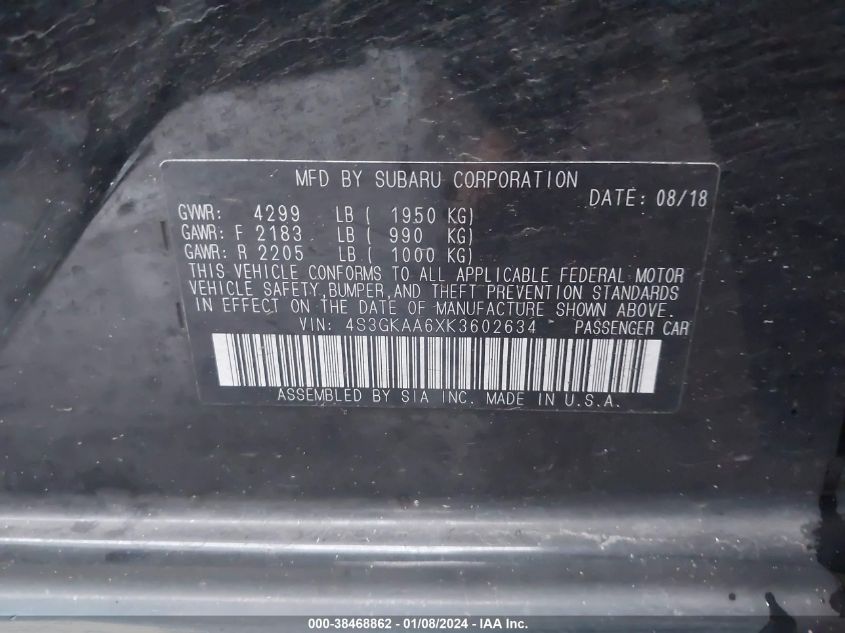 MFD BY SUBARU CORPORATION
DATE: 08/18
GVWR: 4299 LB ( 1950 KG)
GAWR: F 2183 LB ( 990 KG)
GAWR: R 2205 LB ( 1000 KG)
THIS VEHICLE CONFORMS TO ALL APPLICABLE FEDERAL MOTOR
VEHICLE SAFETY,BUMPER,AND THEFT PREVENTION STANDARDS
IN EFFECT ON THE DATE OF MANUFACTURE SHOWN ABOVE.
VIN: 4S3GKAA6XK3602634 PASSENGER CAR
ASSEMBLED BY SIA INC. MADE IN U.S.A.
000-38468862 - 01/08/2024 - IAA Inc.